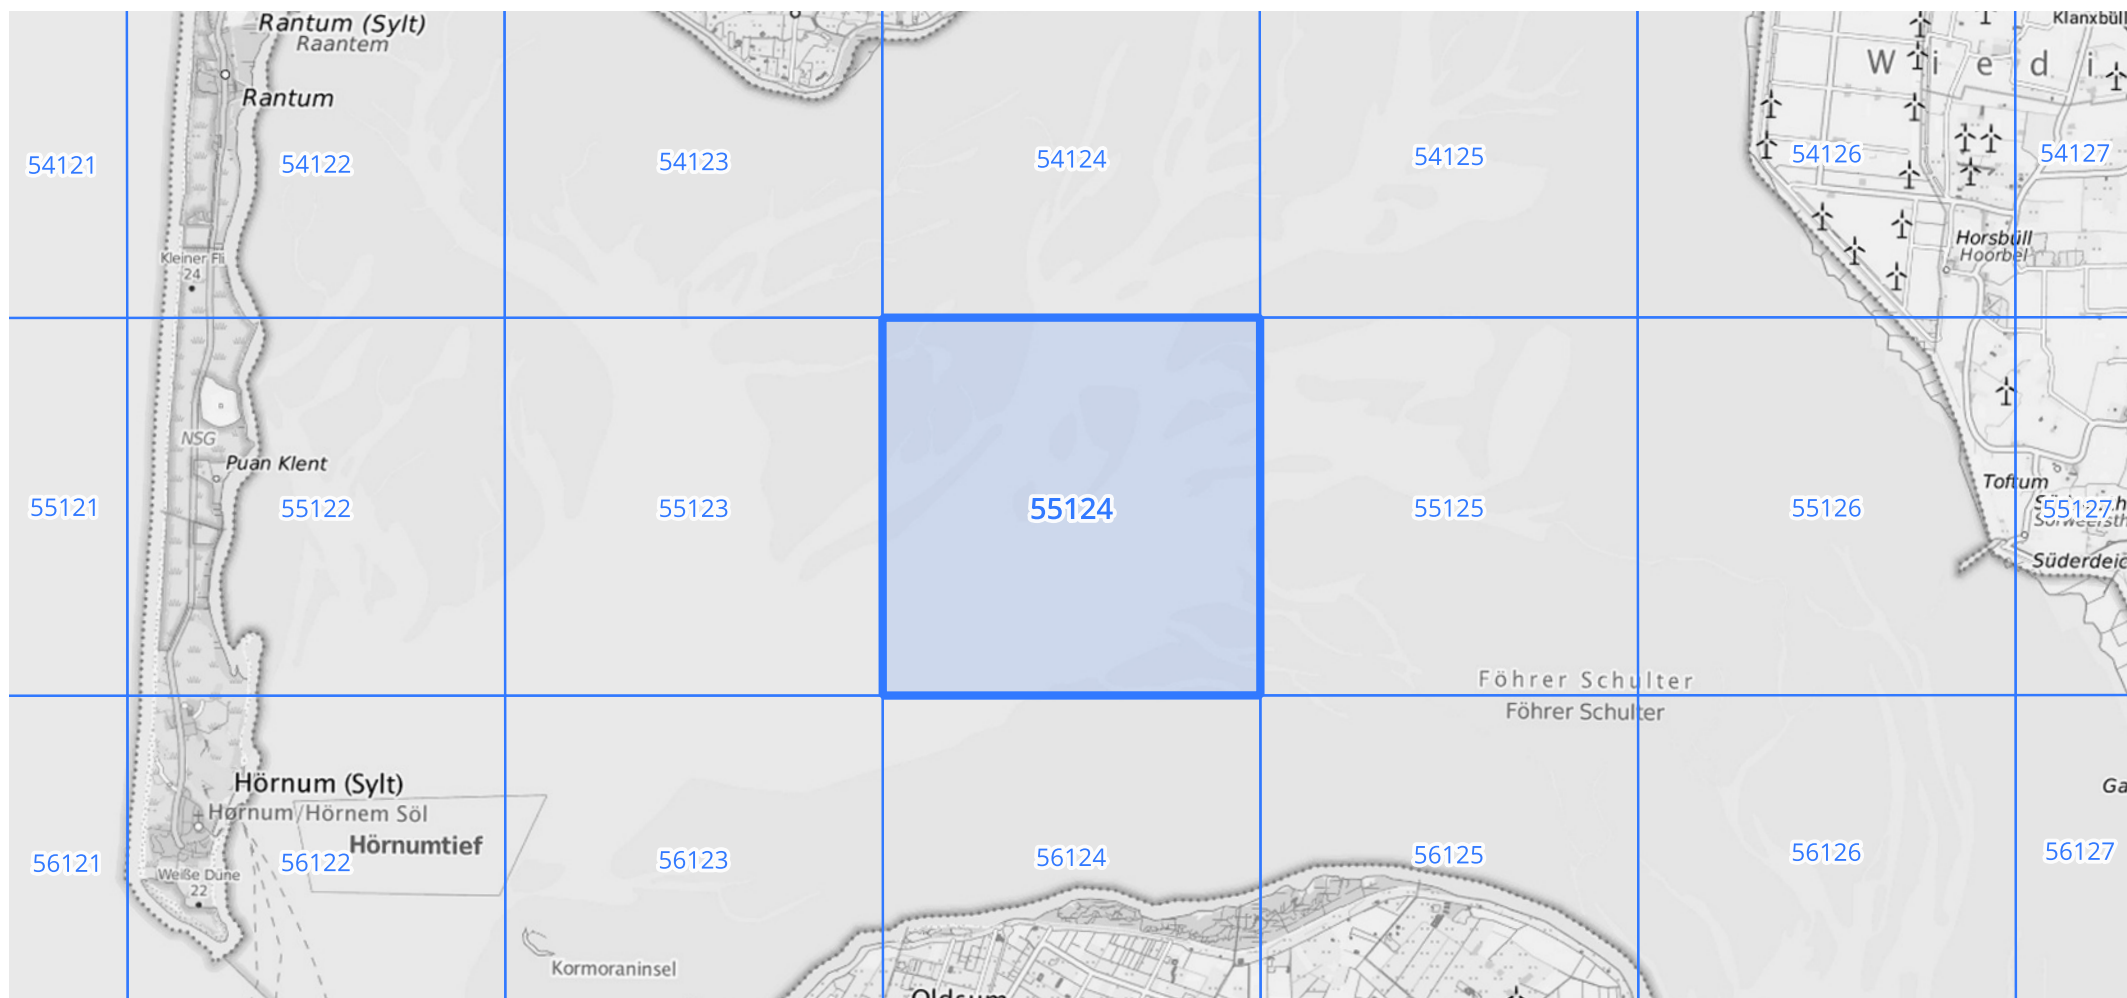 Rantum (Sylt)
Raantem
Klanxbüll
W i e d i
Rantum
54121
54122
54123
54124
54125
54126
54127
Horsbüll
Hoorbel
Kleiner Fli
24
NSG
Puan Klent
Toftum
55121
55122
55123
55124
55125
55126
55127
Süderdeic
Föhrer Schulter
Föhrer Schulter
Hörnum (Sylt)
Hørnum/Hörnem Söl
Hörnumtief
Ga
56121
56122
56123
56124
56125
56126
56127
Weiße Düne
22
Kormoraninsel
Oldsum